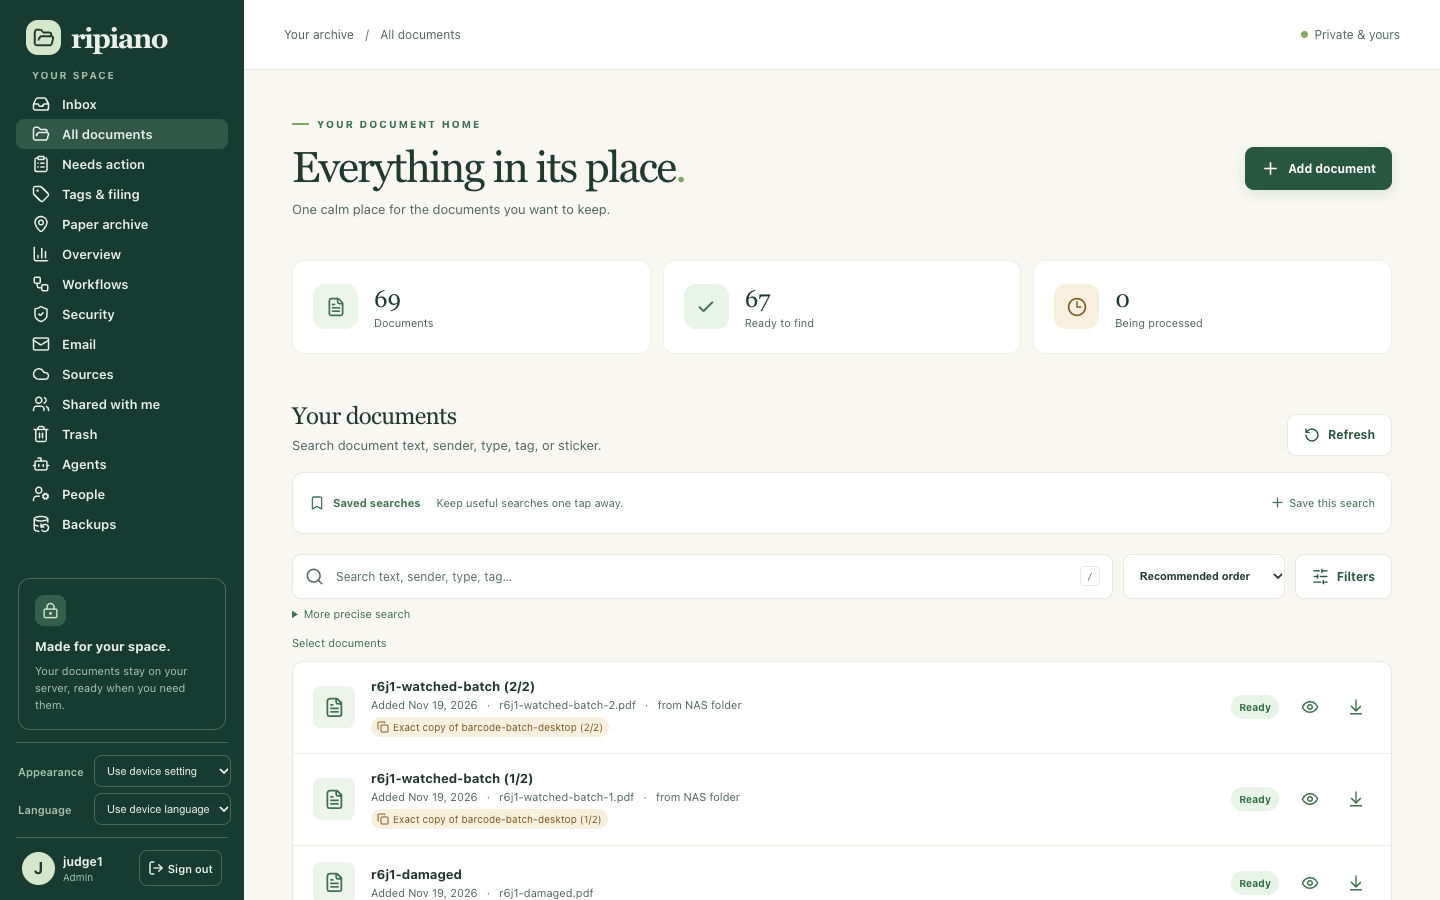 ripiano
YOUR SPACE
Inbox
All documents
Needs action
Tags & filing
Paper archive
Overview
Workflows
Security
Email
Sources
Shared with me
Trash
Agents
People
Backups
Made for your space.
Your documents stay on your
server, ready when you need
them.
Appearance Use device setting
Language Use device language
J judge1
Admin
Sign out
Your archive / All documents
Private & yours
YOUR DOCUMENT HOME
Everything in its place.
One calm place for the documents you want to keep.
Add document
69
Documents
67
Ready to find
0
Being processed
Your documents
Search document text, sender, type, tag, or sticker.
Refresh
Saved searches Keep useful searches one tap away.
Save this search
Search text, sender, type, tag... /
Recommended order
Filters
More precise search
Select documents
r6j1-watched-batch (2/2)
Added Nov 19, 2026 · r6j1-watched-batch-2.pdf · from NAS folder
Exact copy of barcode-batch-desktop (2/2)
Ready
r6j1-watched-batch (1/2)
Added Nov 19, 2026 · r6j1-watched-batch-1.pdf · from NAS folder
Exact copy of barcode-batch-desktop (1/2)
Ready
r6j1-damaged
Added Nov 19, 2026 · r6j1-damaged.pdf
Ready